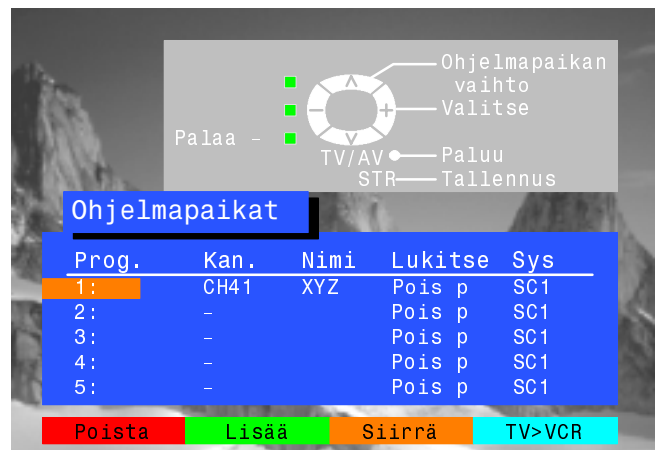 Ohjelmapaikan
vaihto
Valitse
Palaa –
TV/AV Paluu
STR Tallennus
Ohjelmapaikat
Prog. Kan. Nimi Lukitse Sys
1: CH41 XYZ Pois p SC1
2: – Pois p SC1
3: – Pois p SC1
4: – Pois p SC1
5: – Pois p SC1
Poista Lisää Siirrä TV>VCR